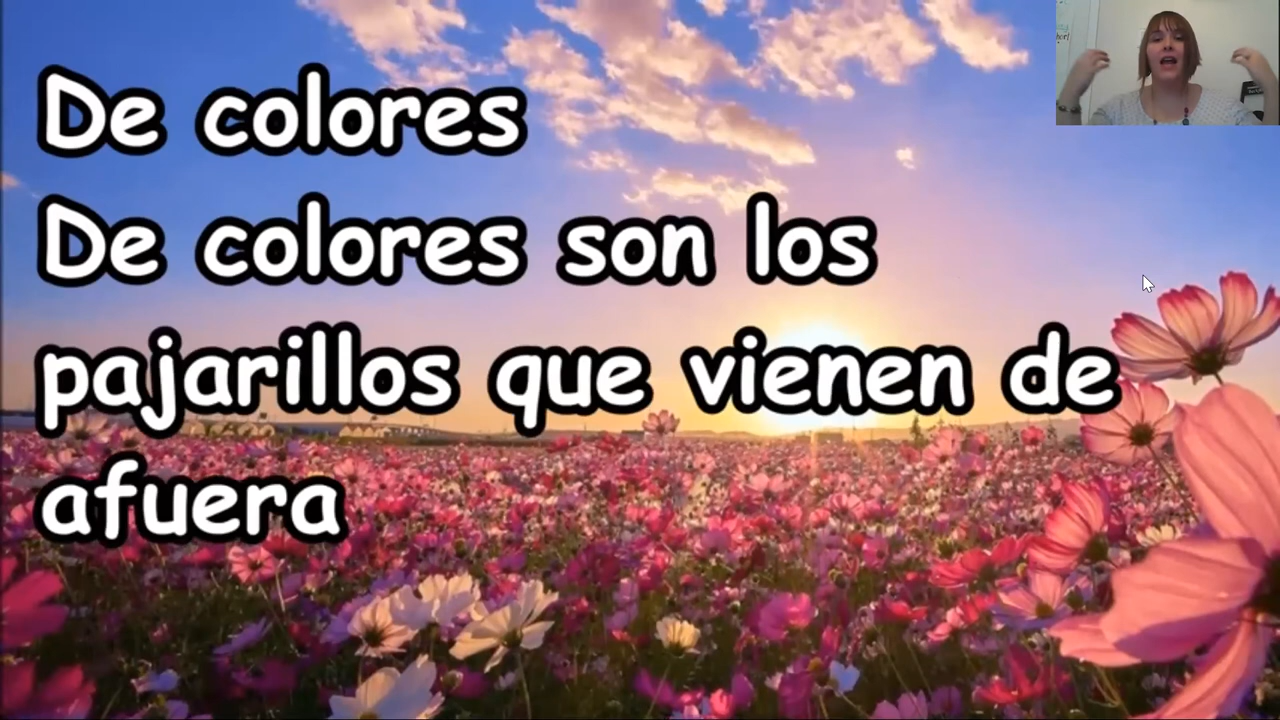 De colores
De colores son los
pajarillos que vienen de
afuera